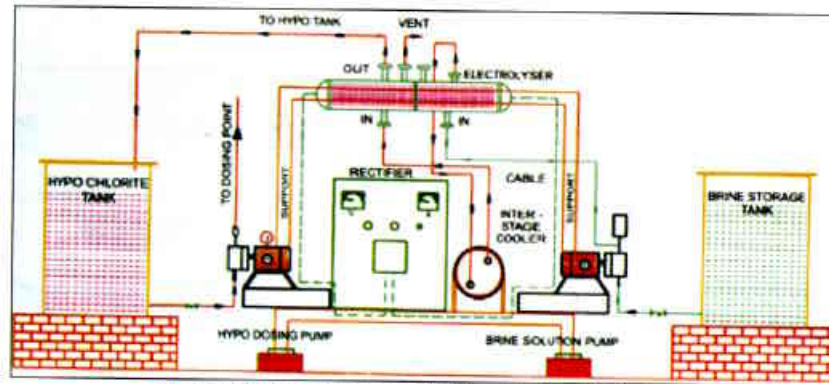 TO HYPO TANK
VENT
OUT
ELECTROLYSER
IN
IN
TO DOSING POINT
SUPPORT
RECTIFIER
CABLE
INTER -
STAGE
COOLER
SUPPORT
HYPO CHLORITE
TANK
BRINE STORAGE
TANK
HYPO DOSING PUMP
BRINE SOLUTION PUMP